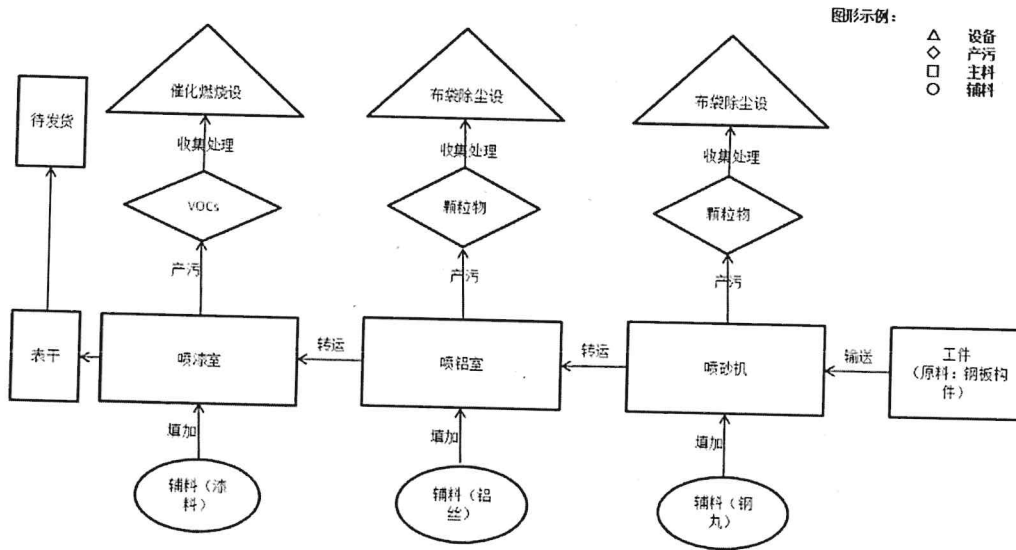 图形示例：
设备
产污
主料
辅料
催化燃烧设
布袋除尘设
布袋除尘设
待发货
收集处理
收集处理
收集处理
VOCs
颗粒物
颗粒物
产污
产污
产污
表干
喷漆室
转运
喷铝室
转运
喷砂机
输送
工件
（原料：钢板构
件）
填加
填加
填加
辅料（漆
料）
辅料（铝
丝）
辅料（钢
丸）